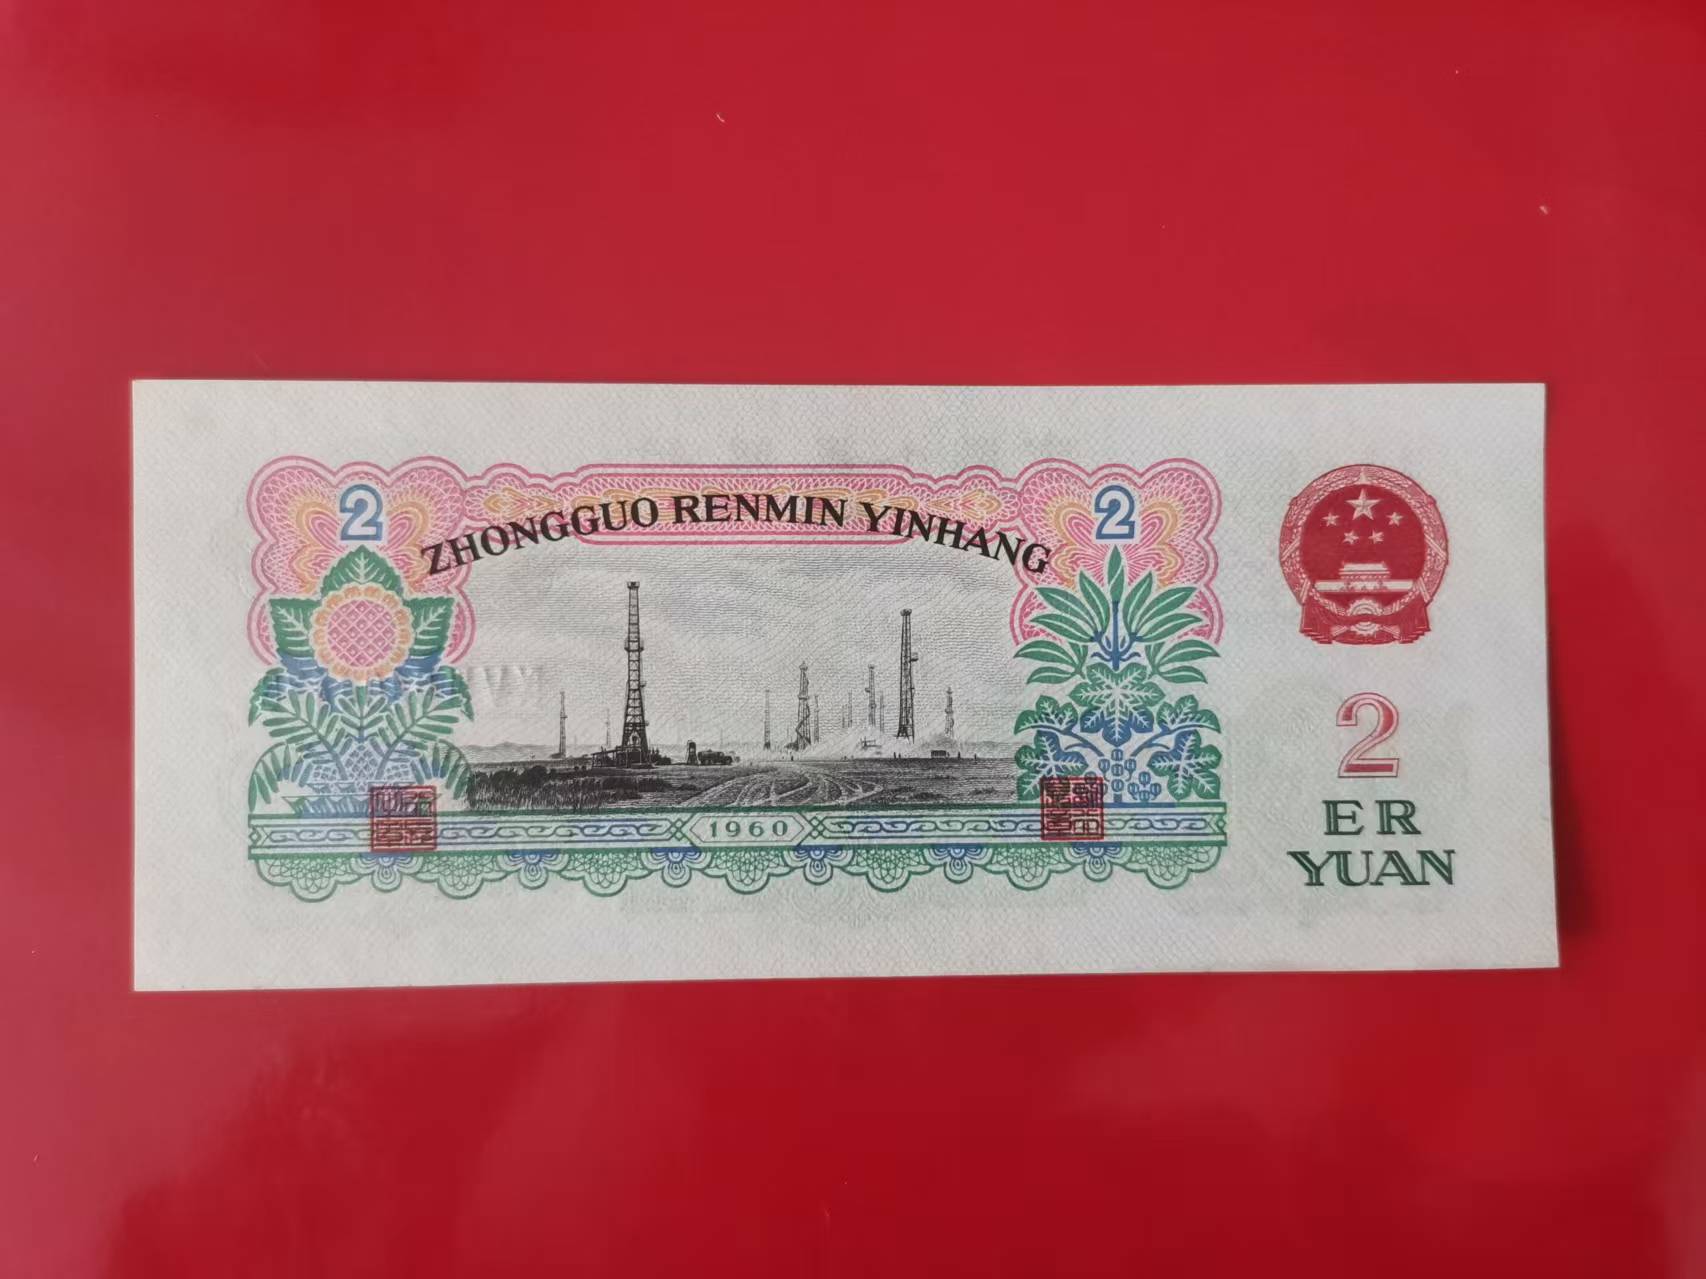 2
2
ZHONGGUO RENMIN YINHANG
1960
2
ER
YUAN